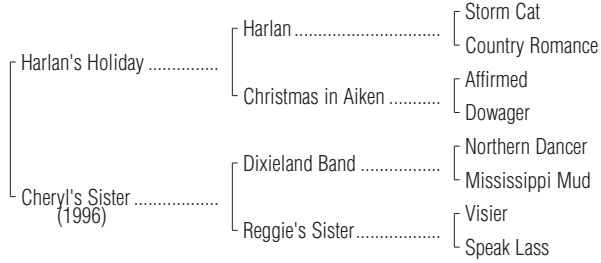 Storm Cat
Harlan
Country Romance
Harlan's Holiday
Affirmed
Christmas in Aiken
Dowager
Northern Dancer
Dixieland Band
Mississippi Mud
Cheryl's Sister
(1996)
Visier
Reggie's Sister
Speak Lass